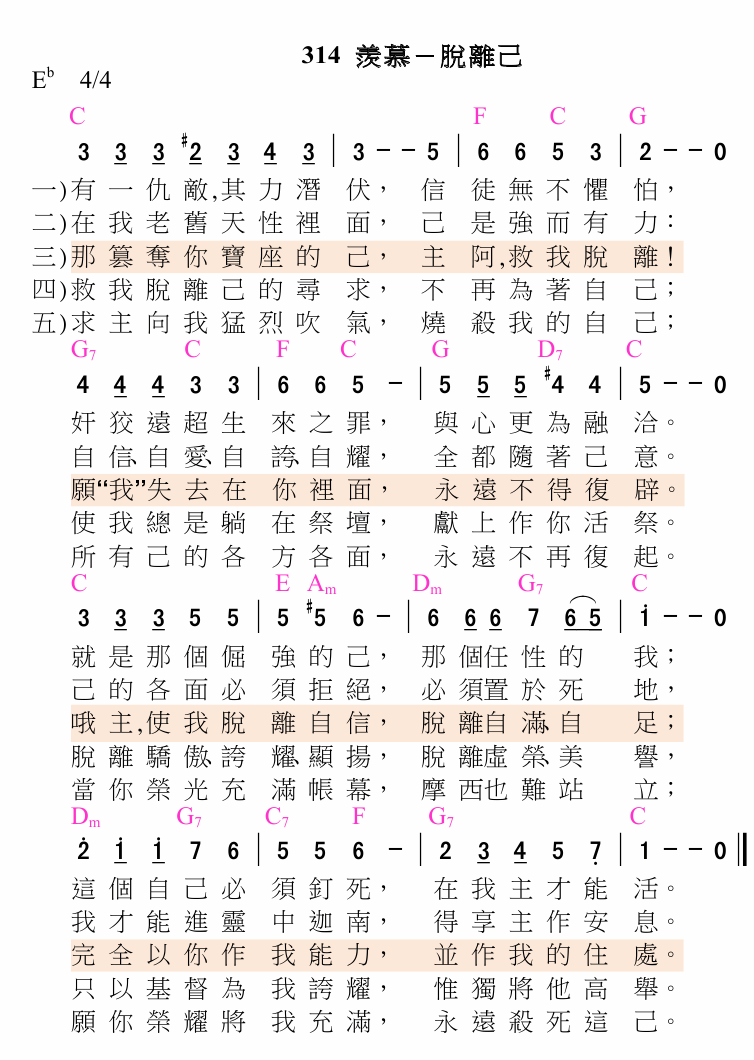 314 羨慕－脫離己
E♭ 4/4
C F C G
3 3 3 #2 3 4 3 | 3 - - 5 | 6 6 5 3 | 2 - - 0
一)有一仇敵,其力潛伏，信徒無不懼怕，
二)在我老舊天性裡面，己是強而有力：
三)那篡奪你寶座的己，主阿,救我脫離！
四)救我脫離己的尋求，不再為著自己；
五)求主向我猛烈吹氣，燒殺我的自己；
G7 C F C G D7 C
4 4 4 3 3 | 6 6 5 - | 5 5 5 #4 4 | 5 - - 0
奸狡遠超生來之罪，與心更為融洽。
自信、自愛、自誇、自耀，全都隨著己意。
願“我”失去在你裡面，永遠不得復辟。
使我總是躺在祭壇，獻上作你活祭。
所有己的各方各面，永遠不再復起。
C E Am Dm G7 C
3 3 3 5 5 | 5 #5 6 - | 6 6 6 7 6 5 | i - - 0
就是那個倔強的己，那個任性的我；
己的各面必須拒絕，必須置於死地，
哦主,使我脫離自信，脫離自滿、自足；
脫離驕傲、誇耀、顯揚，脫離虛榮、美譽，
當你榮光充滿帳幕，摩西也難站立；
Dm G7 C7 F G7 C
2̇ i i 7 6 | 5 5 6 - | 2 3 4 5 7̣ | 1 - - 0 ‖
這個自己必須釘死，在我主才能活。
我才能進靈中迦南，得享主作安息。
完全以你作我能力，並作我的住處。
只以基督為我誇耀，惟獨將他高舉。
願你榮耀將我充滿，永遠殺死這己。